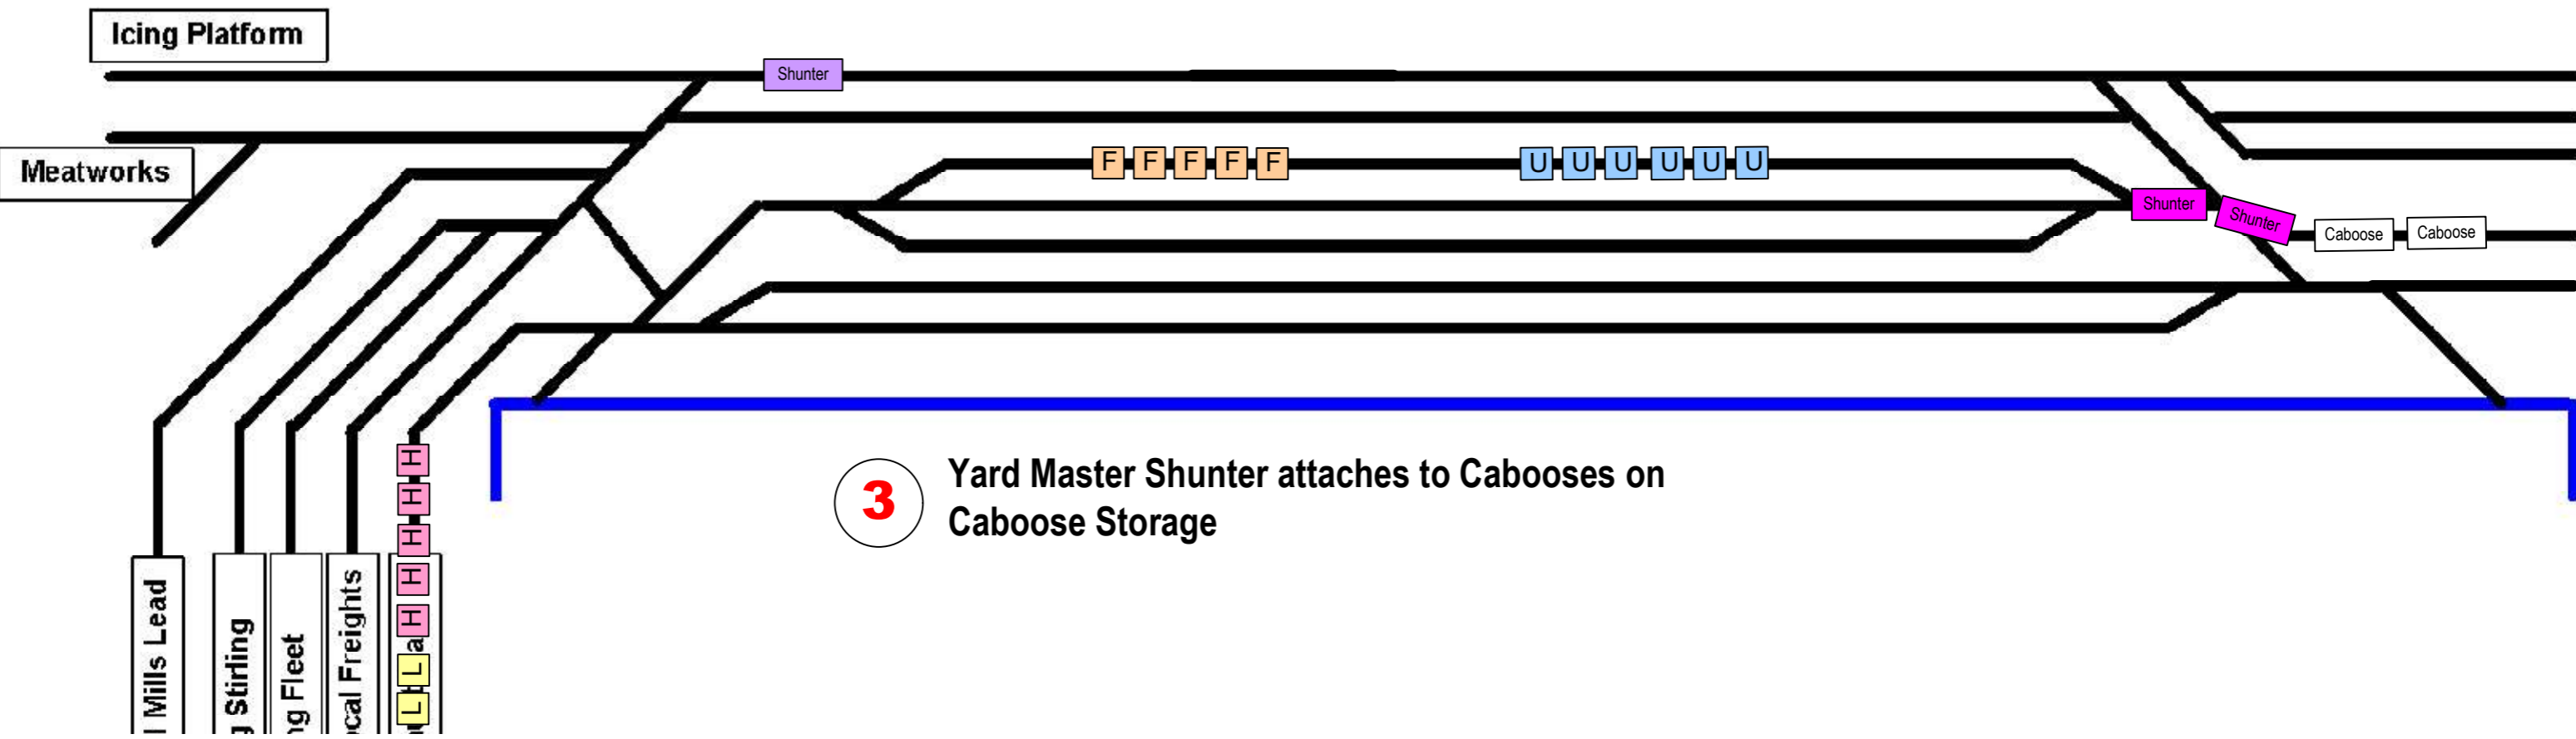 Icing Platform
Shunter
Meatworks
F F F F F
U U U U U U
Shunter
Shunter
Caboose
Caboose
3
Yard Master Shunter attaches to Cabooses on
Caboose Storage
H
H
H
H
H
L
L
Mills Lead
Stirling
Fleet
Freights